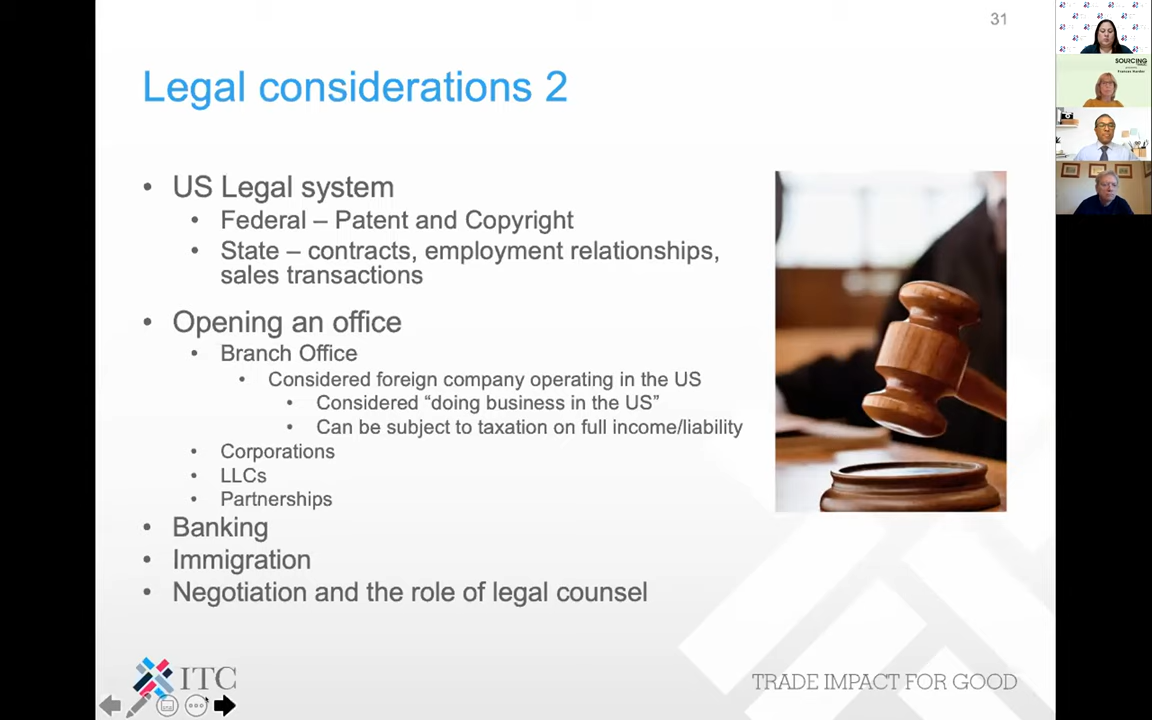 31
Legal considerations 2
• US Legal system
• Federal – Patent and Copyright
• State – contracts, employment relationships,
sales transactions
• Opening an office
• Branch Office
• Considered foreign company operating in the US
• Considered “doing business in the US”
• Can be subject to taxation on full income/liability
• Corporations
• LLCs
• Partnerships
• Banking
• Immigration
• Negotiation and the role of legal counsel
ITC
TRADE IMPACT FOR GOOD
SOURCING
Frances Harder